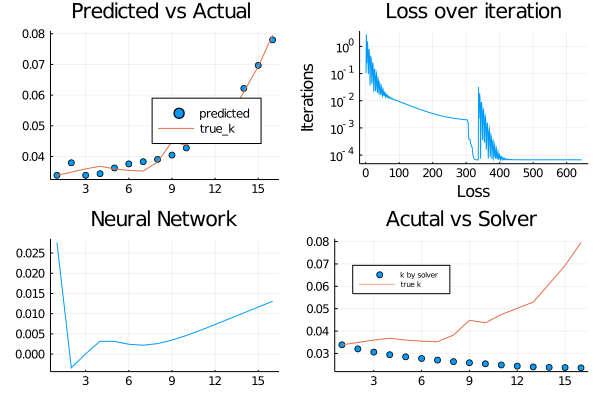 Predicted vs Actual
0.08
0.07
0.06
0.05
0.04
predicted
true_k
3 6 9 12 15
Loss over iteration
Iterations
10^0
10^-1
10^-2
10^-3
10^-4
0 100 200 300 400 500 600
Loss
Neural Network
0.025
0.020
0.015
0.010
0.005
0.000
3 6 9 12 15
Acutal vs Solver
0.08
0.07
0.06
0.05
0.04
0.03
k by solver
true k
3 6 9 12 15